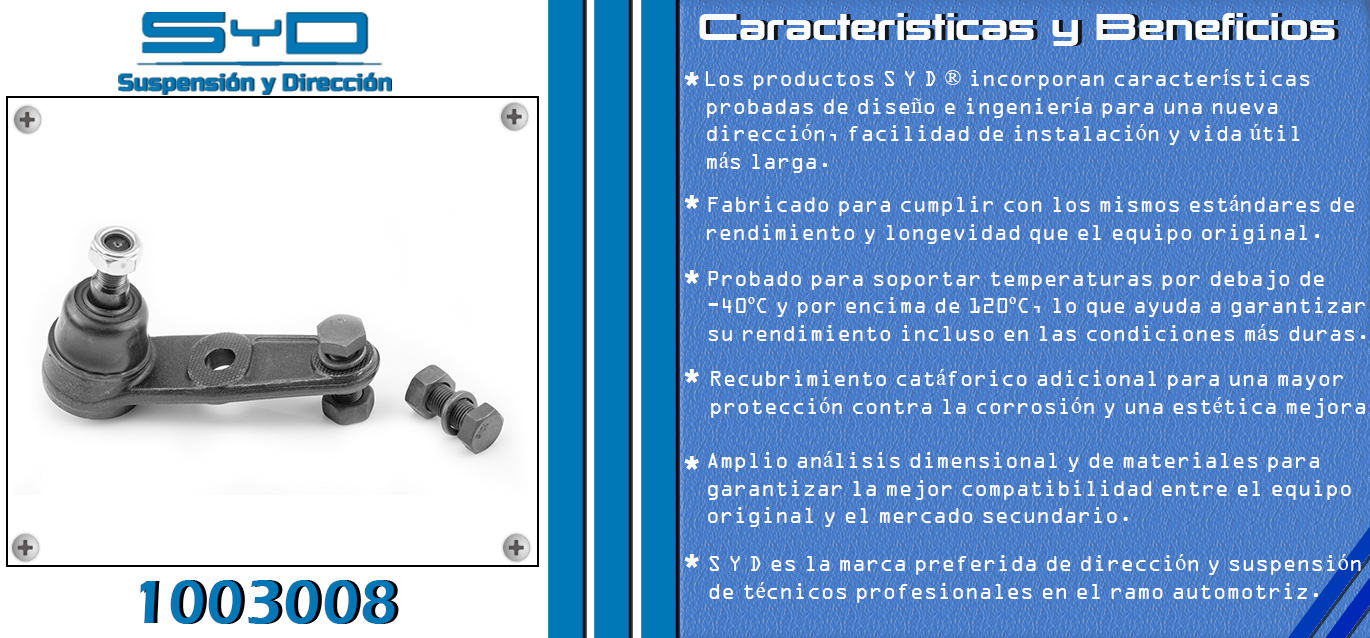 SYD
Suspensión y Dirección
1003008
Caracteristicas y Beneficios
* Los productos S Y D ® incorporan características
probadas de diseño e ingeniería para una nueva
dirección, facilidad de instalación y vida útil
más larga.
* Fabricado para cumplir con los mismos estándares de
rendimiento y longevidad que el equipo original.
* Probado para soportar temperaturas por debajo de
-40ºC y por encima de 120ºC, lo que ayuda a garantizar
su rendimiento incluso en las condiciones más duras.
* Recubrimiento catáforico adicional para una mayor
protección contra la corrosión y una estética mejora
* Amplio análisis dimensional y de materiales para
garantizar la mejor compatibilidad entre el equipo
original y el mercado secundario.
* S Y D es la marca preferida de dirección y suspensión
de técnicos profesionales en el ramo automotriz.